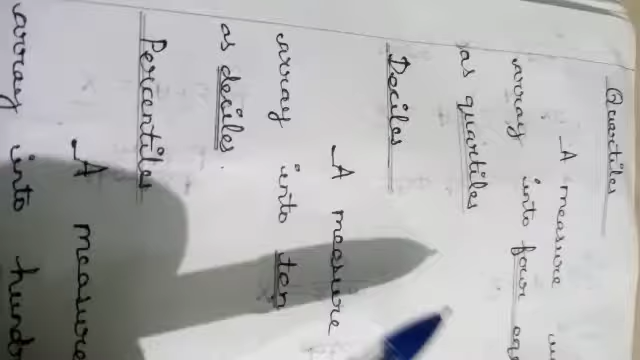 Quartiles
A measure
array into four
as quartiles
Deciles
A measure
array into ten
as deciles.
Percentiles
A measure
array into